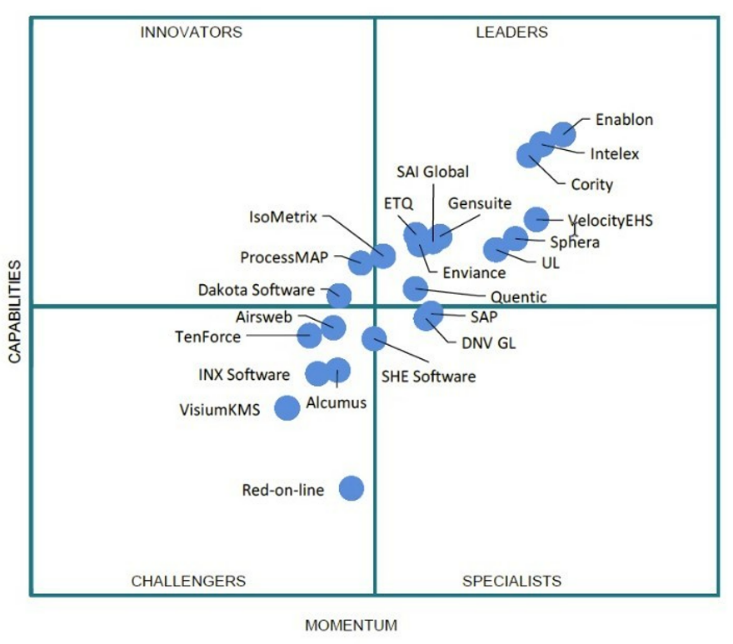 INNOVATORS
LEADERS
Enablon
Intelex
SAI Global
Cority
ETQ
Gensuite
IsoMetrix
VelocityEHS
Sphera
ProcessMAP
UL
Enviance
Dakota Software
Quentic
CAPABILITIES
Airsweb
SAP
TenForce
DNV GL
INX Software
SHE Software
Alcumus
VisiumKMS
Red-on-line
CHALLENGERS
SPECIALISTS
MOMENTUM